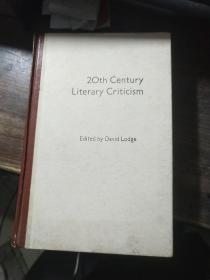 20th Century
Literary Criticism
Edited by David Lodge